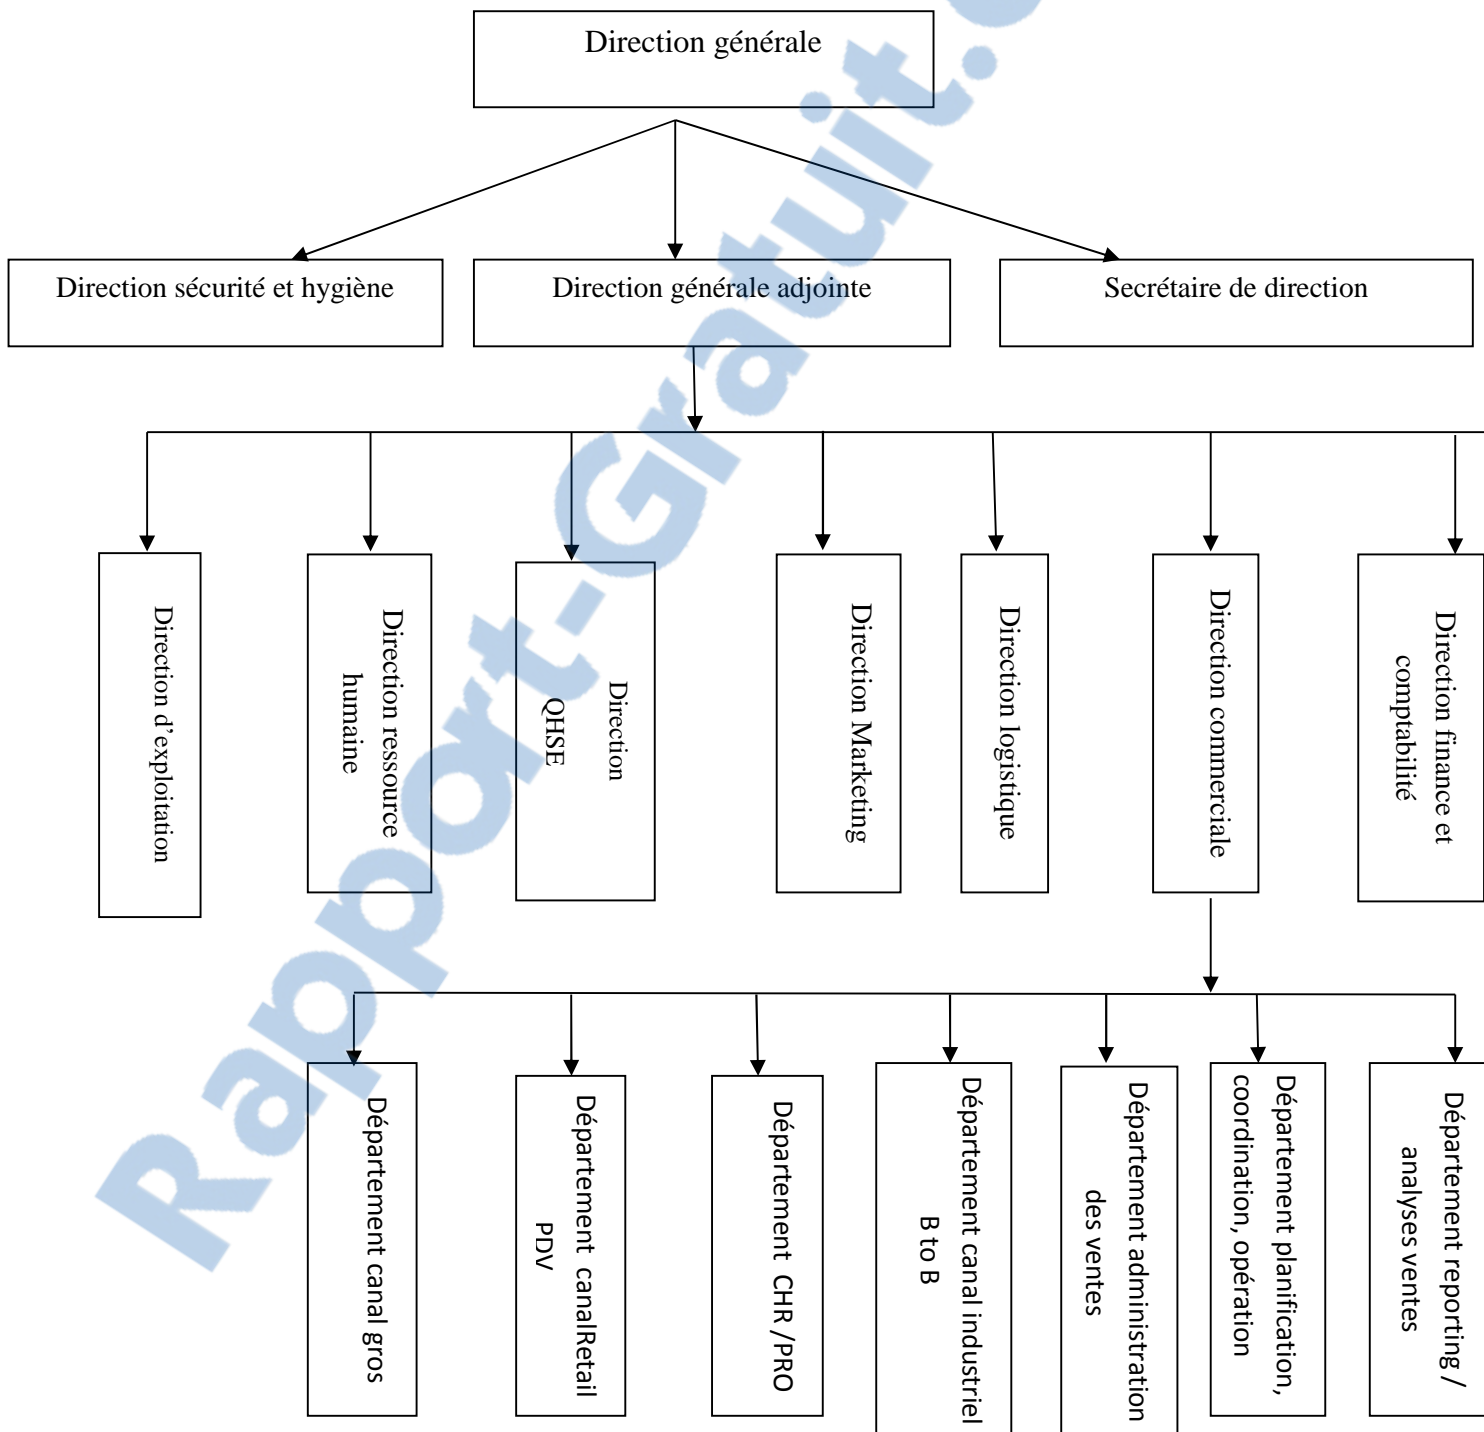 Direction générale
Direction sécurité et hygiène
Direction générale adjointe
Secrétaire de direction
Direction d'exploitation
Direction ressource
humaine
Direction
QHSE
Direction Marketing
Direction logistique
Direction commerciale
Direction finance et
comptabilité
Département canal gros
Département canalRetail
PDV
Département CHR /PRO
Département canal industriel
B to B
Département administration
des ventes
Département planification,
coordination, opération
Département reporting /
analyses ventes
Rapport-Gratuit.